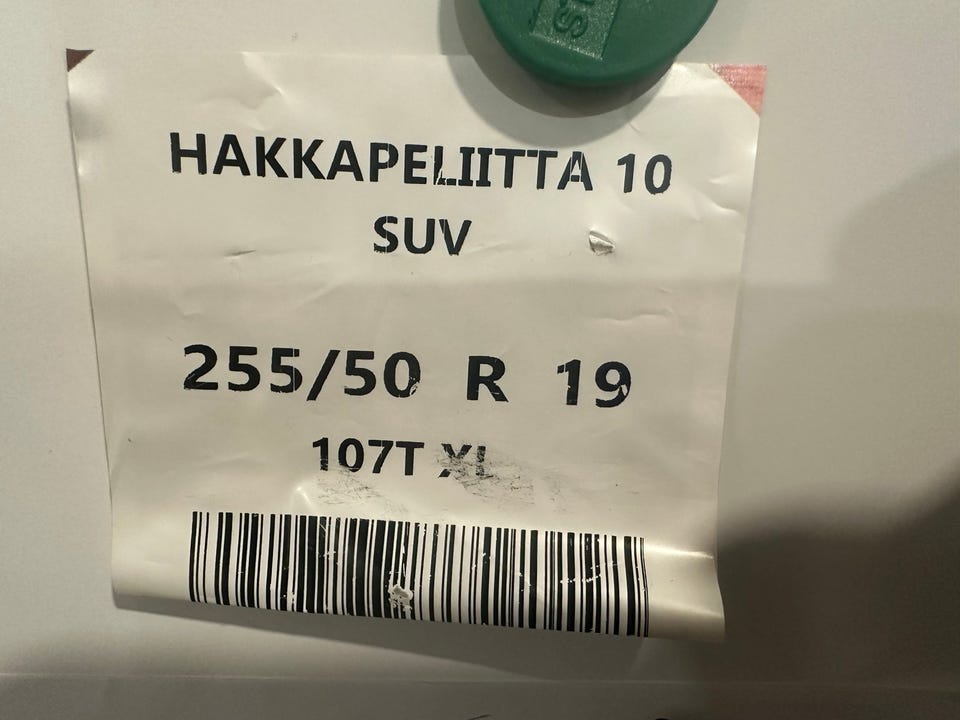 HAKKAPELIITTA 10
SUV
255/50 R 19
107T XL